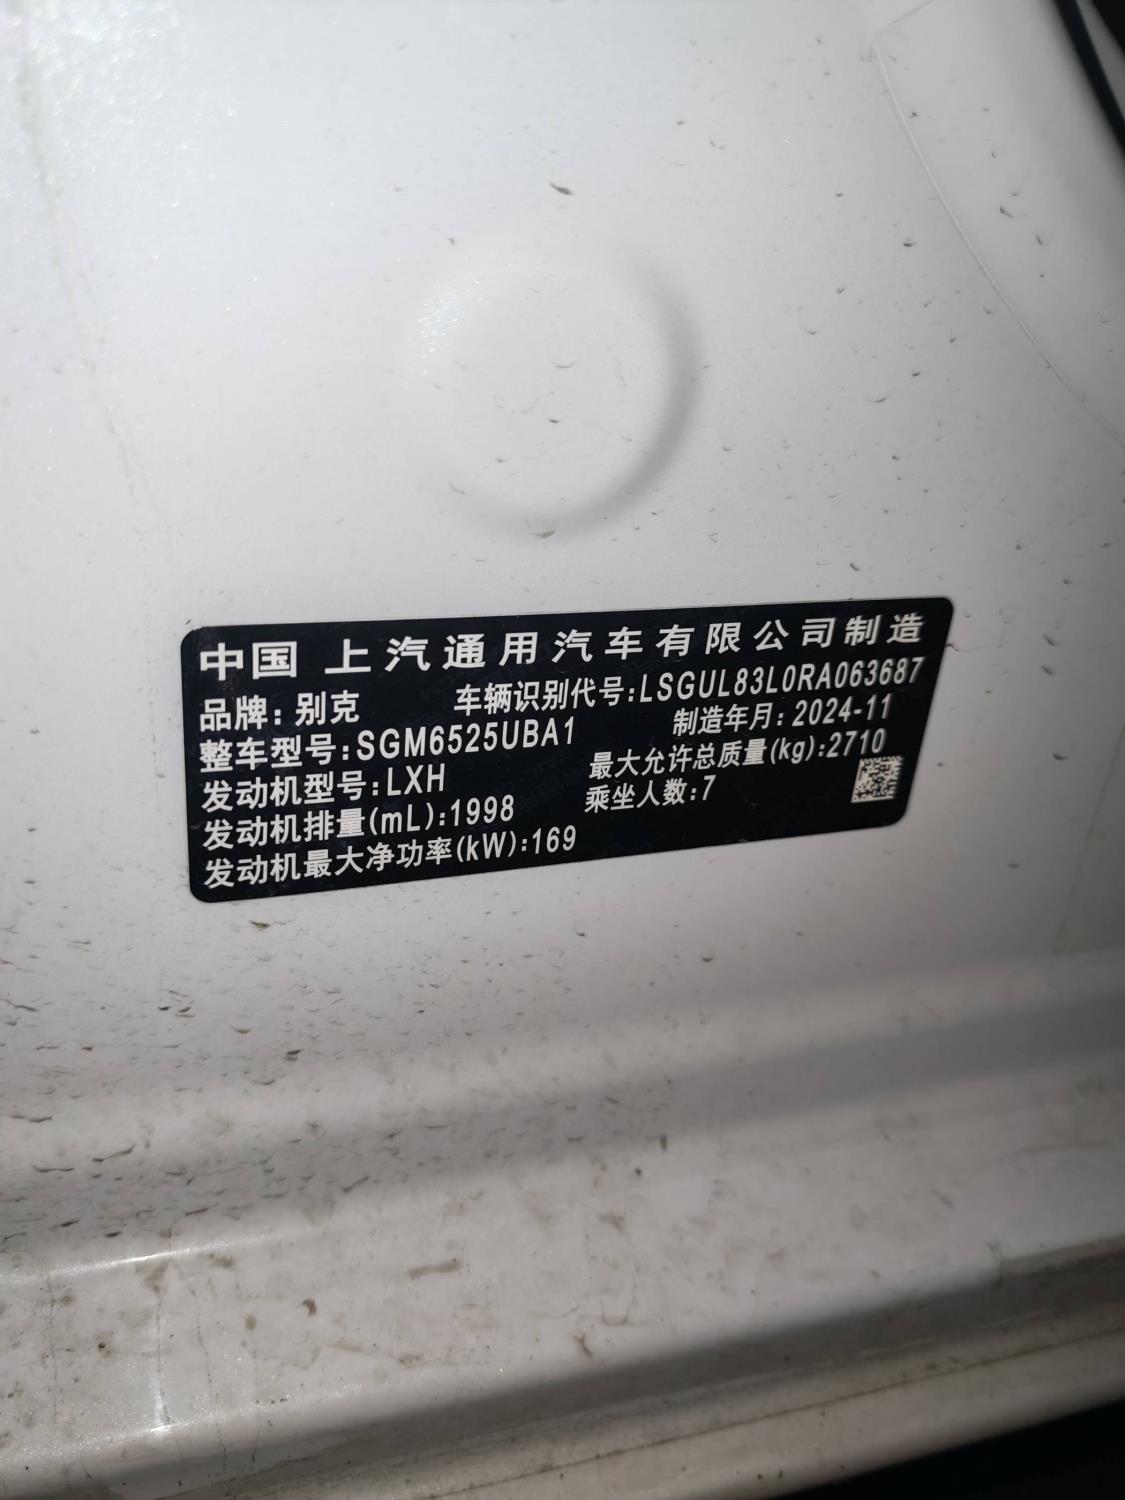 中国 上汽通用汽车有限公司制造
品牌：别克 车辆识别代号:LSGUL83L0RA063687
整车型号:SGM6525UBA1 制造年月: 2024-11
发动机型号:LXH 最大允许总质量(kg):2710
发动机排量(mL):1998 乘坐人数:7
发动机最大净功率(kW):169